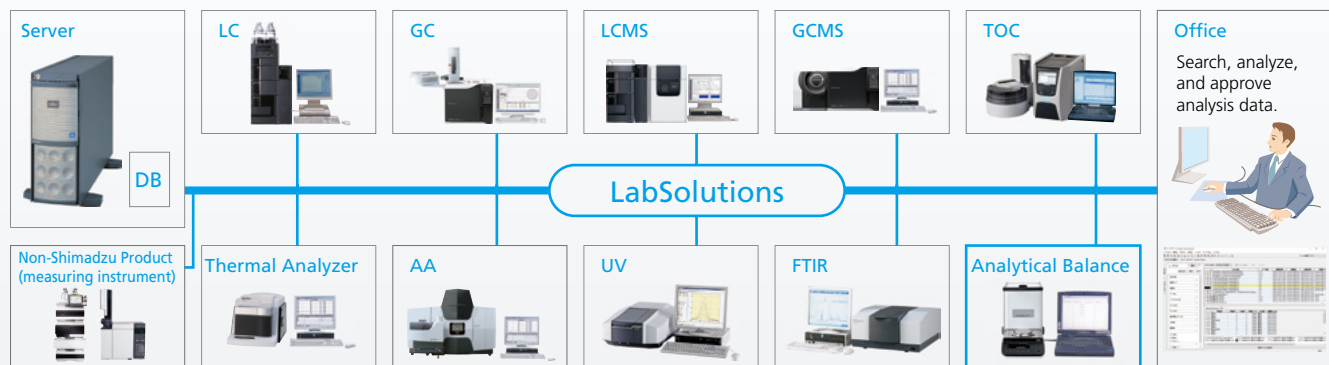 Server
DB
LC
GC
LCMS
GCMS
TOC
Office
Search, analyze,
and approve
analysis data.
LabSolutions
Non-Shimadzu Product
(measuring instrument)
Thermal Analyzer
AA
UV
FTIR
Analytical Balance